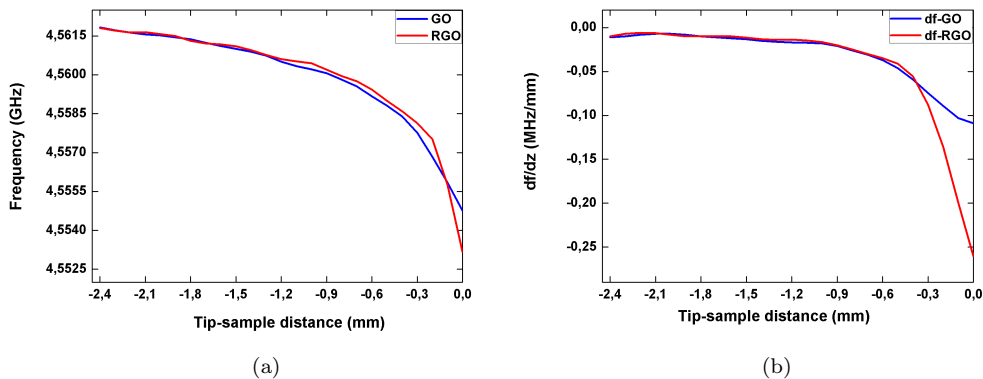 GO
RGO
4,5615
4,5600
4,5585
4,5570
4,5555
4,5540
4,5525
Frequency (GHz)
-2,4 -2,1 -1,8 -1,5 -1,2 -0,9 -0,6 -0,3 0,0
Tip-sample distance (mm)
(a)
df-GO
df-RGO
0,00
-0,05
-0,10
-0,15
-0,20
-0,25
df/dz (MHz/mm)
-2,4 -2,1 -1,8 -1,5 -1,2 -0,9 -0,6 -0,3 0,0
Tip-sample distance (mm)
(b)